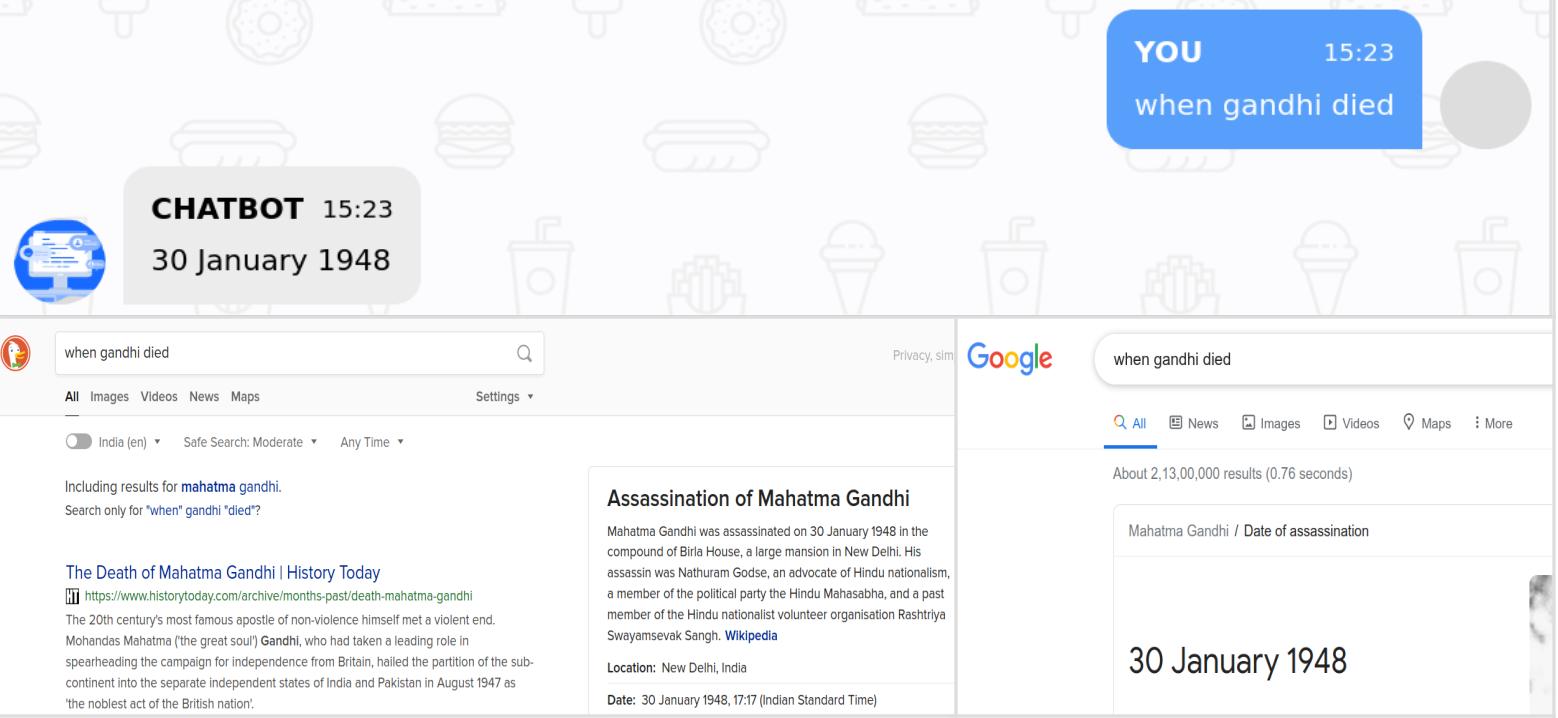 YOU 15:23
when gandhi died
CHATBOT 15:23
30 January 1948
when gandhi died
Privacy, sim
All Images Videos News Maps
Settings
India (en) Safe Search: Moderate Any Time
Including results for mahatma gandhi.
Search only for "when" gandhi "died"?
The Death of Mahatma Gandhi | History Today
https://www.historytoday.com/archive/months-past/death-mahatma-gandhi
The 20th century's most famous apostle of non-violence himself met a violent end.
Mohandas Mahatma ('the great soul') Gandhi, who had taken a leading role in
spearheading the campaign for independence from Britain, hailed the partition of the sub-
continent into the separate independent states of India and Pakistan in August 1947 as
'the noblest act of the British nation'.
Assassination of Mahatma Gandhi
Mahatma Gandhi was assassinated on 30 January 1948 in the
compound of Birla House, a large mansion in New Delhi. His
assassin was Nathuram Godse, an advocate of Hindu nationalism,
a member of the political party the Hindu Mahasabha, and a past
member of the Hindu nationalist volunteer organisation Rashtriya
Swayamsevak Sangh. Wikipedia
Location: New Delhi, India
Date: 30 January 1948, 17:17 (Indian Standard Time)
Google
when gandhi died
All News Images Videos Maps More
About 2,13,00,000 results (0.76 seconds)
Mahatma Gandhi / Date of assassination
30 January 1948